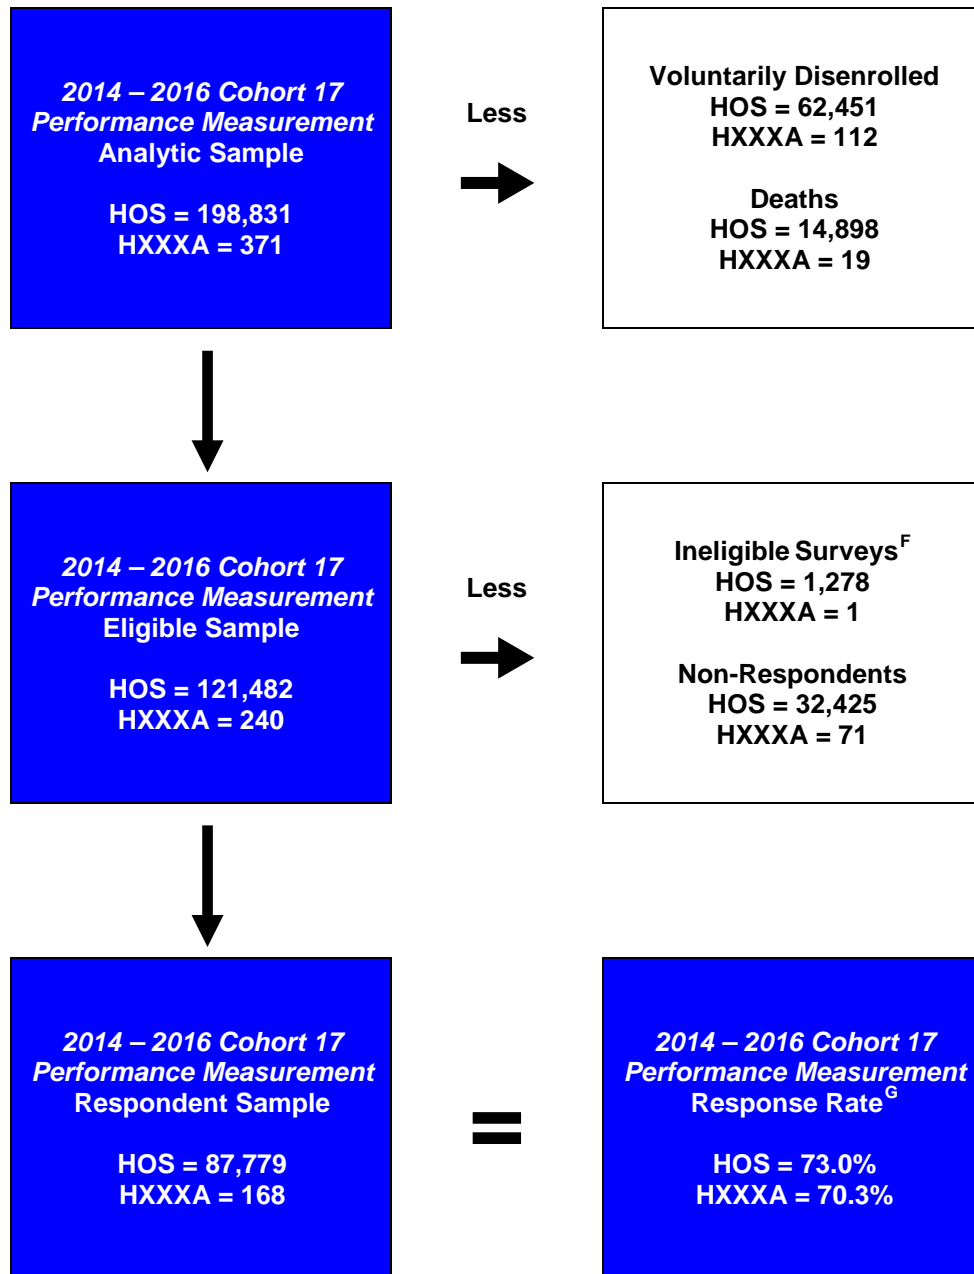 2014 – 2016 Cohort 17
Performance Measurement
Analytic Sample
HOS = 198,831
HXXXA = 371
Less
Voluntarily Disenrolled
HOS = 62,451
HXXXA = 112
Deaths
HOS = 14,898
HXXXA = 19
2014 – 2016 Cohort 17
Performance Measurement
Eligible Sample
HOS = 121,482
HXXXA = 240
Less
Ineligible Surveys^F
HOS = 1,278
HXXXA = 1
Non-Respondents
HOS = 32,425
HXXXA = 71
2014 – 2016 Cohort 17
Performance Measurement
Respondent Sample
HOS = 87,779
HXXXA = 168
=
2014 – 2016 Cohort 17
Performance Measurement
Response Rate^G
HOS = 73.0%
HXXXA = 70.3%